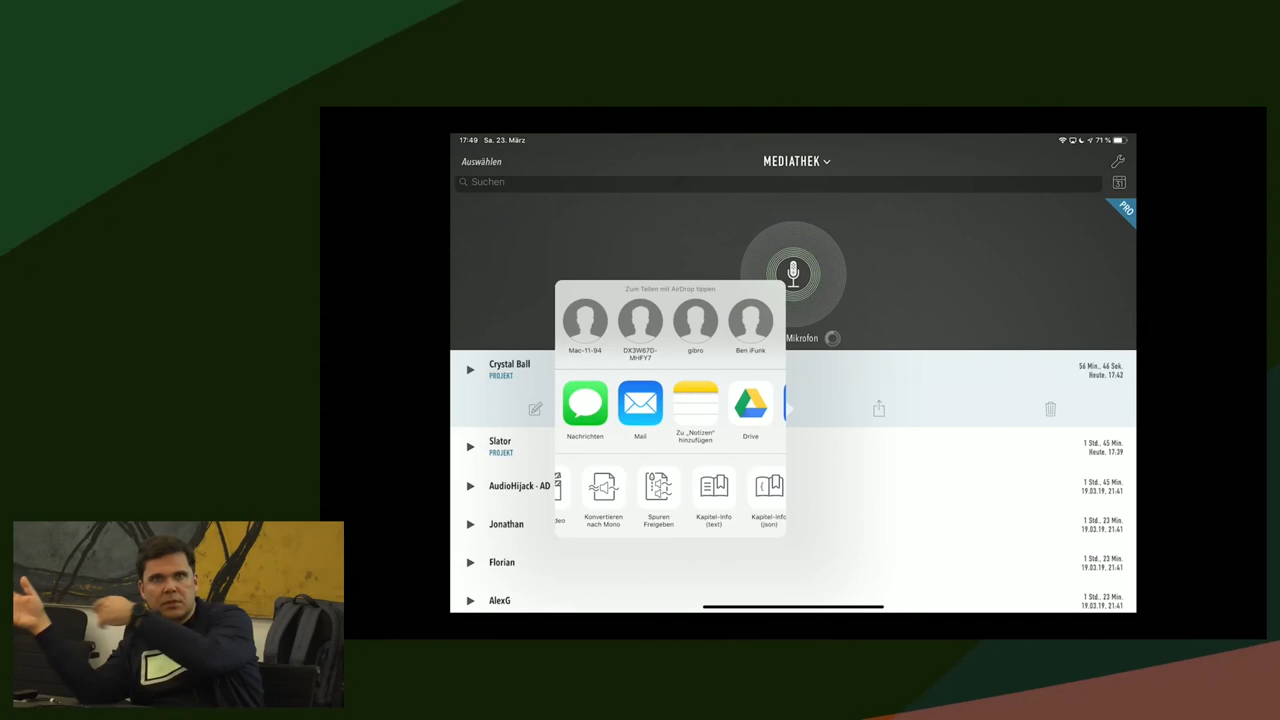 17:49 Sa. 23. März
71 %
Auswählen
MEDIATHEK
Suchen
31
PRO
Mikrofon
Zum Teilen mit AirDrop tippen
Mac-11-94
DX3W67D-
MHFY7
gibro
Ben iFunk
Nachrichten
Mail
Zu „Notizen"
hinzufügen
Drive
Konvertieren
nach Mono
Spuren
Freigeben
Kapitel-Info
(text)
Kapitel-Info
(json)
Crystal Ball
PROJEKT
56 Min., 46 Sek.
Heute, 17:42
Slator
PROJEKT
1 Std., 45 Min.
Heute, 17:39
AudioHijack - AD
1 Std., 45 Min.
19.03.19, 21:41
Jonathan
1 Std., 23 Min.
19.03.19, 21:41
Florian
1 Std., 23 Min.
19.03.19, 21:41
AlexG
1 Std., 23 Min.
19.03.19, 21:41